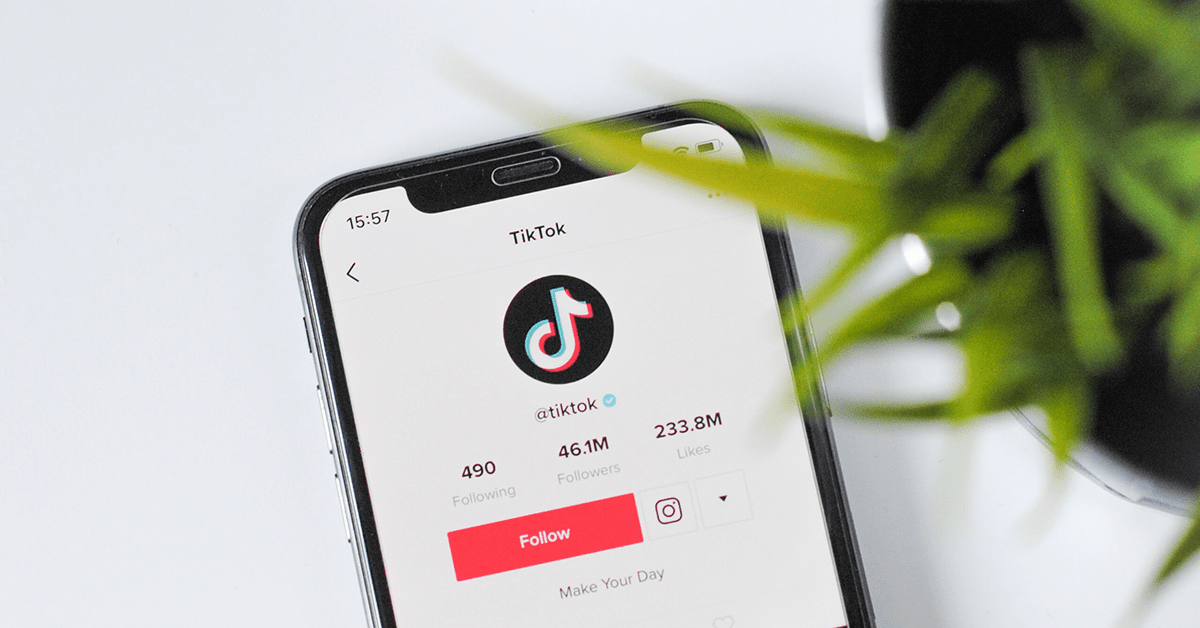 15:57
TikTok
@tiktok
490 46.1M 233.8M
Following Followers Likes
Follow
Make Your Day